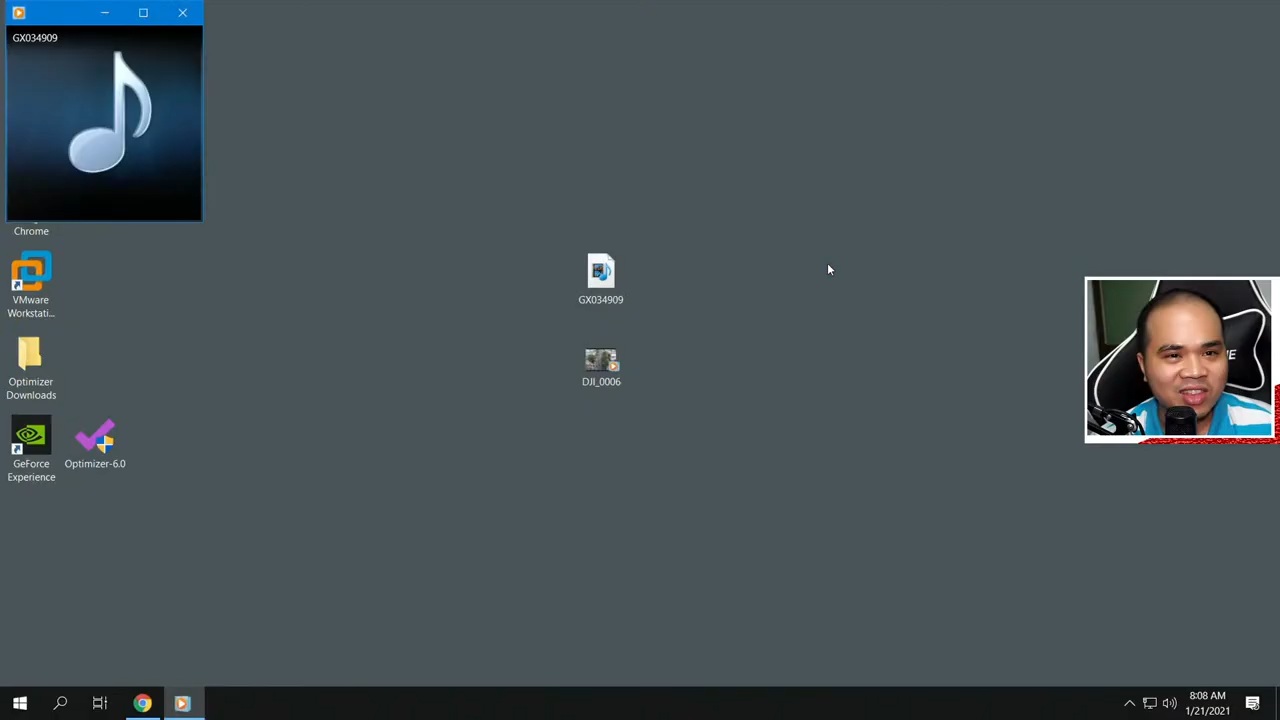 GX034909
Chrome
VMware
Workstati...
Optimizer
Downloads
GeForce
Experience
Optimizer-6.0
GX034909
DJI_0006
8:08 AM
1/21/2021